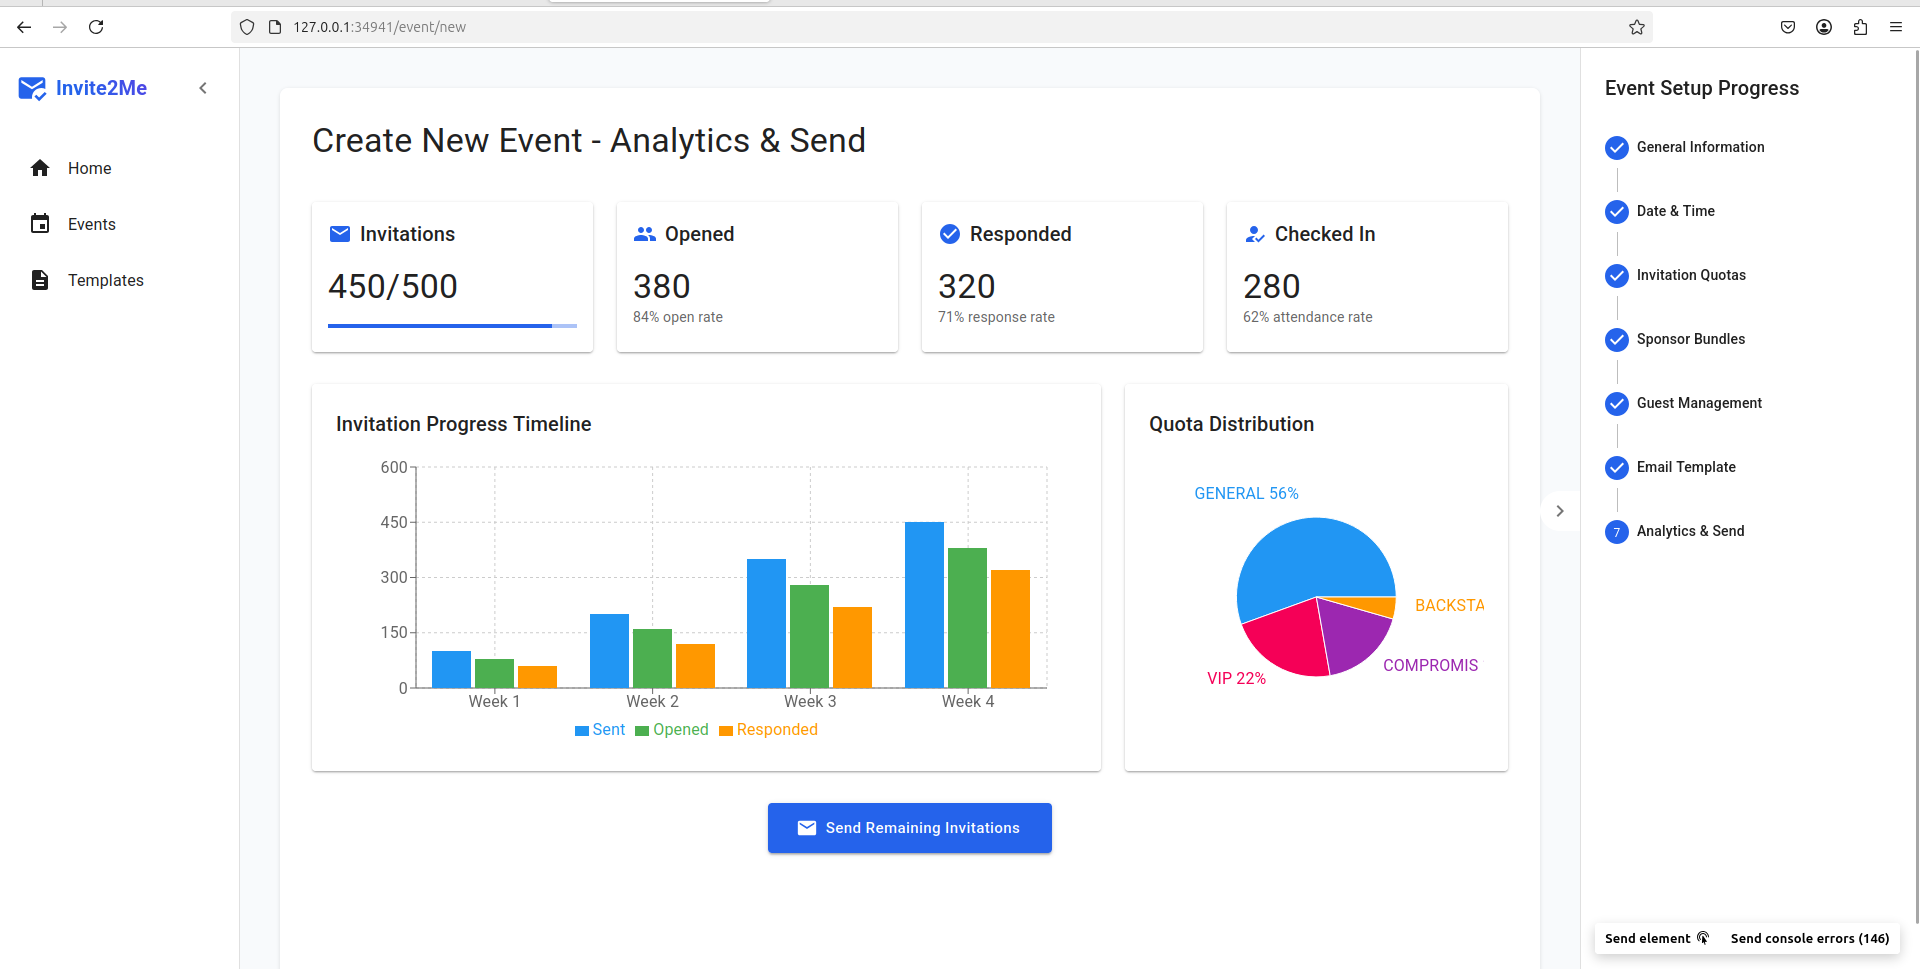 127.0.0.1:34941/event/new
Invite2Me
Home
Events
Templates
Create New Event - Analytics & Send
Invitations
450/500
Opened
380
84% open rate
Responded
320
71% response rate
Checked In
280
62% attendance rate
Invitation Progress Timeline
600
450
300
150
0
Week 1
Week 2
Week 3
Week 4
Sent
Opened
Responded
Quota Distribution
GENERAL 56%
BACKSTA
COMPROMIS
VIP 22%
Send Remaining Invitations
Event Setup Progress
General Information
Date & Time
Invitation Quotas
Sponsor Bundles
Guest Management
Email Template
7 Analytics & Send
Send element
Send console errors (146)